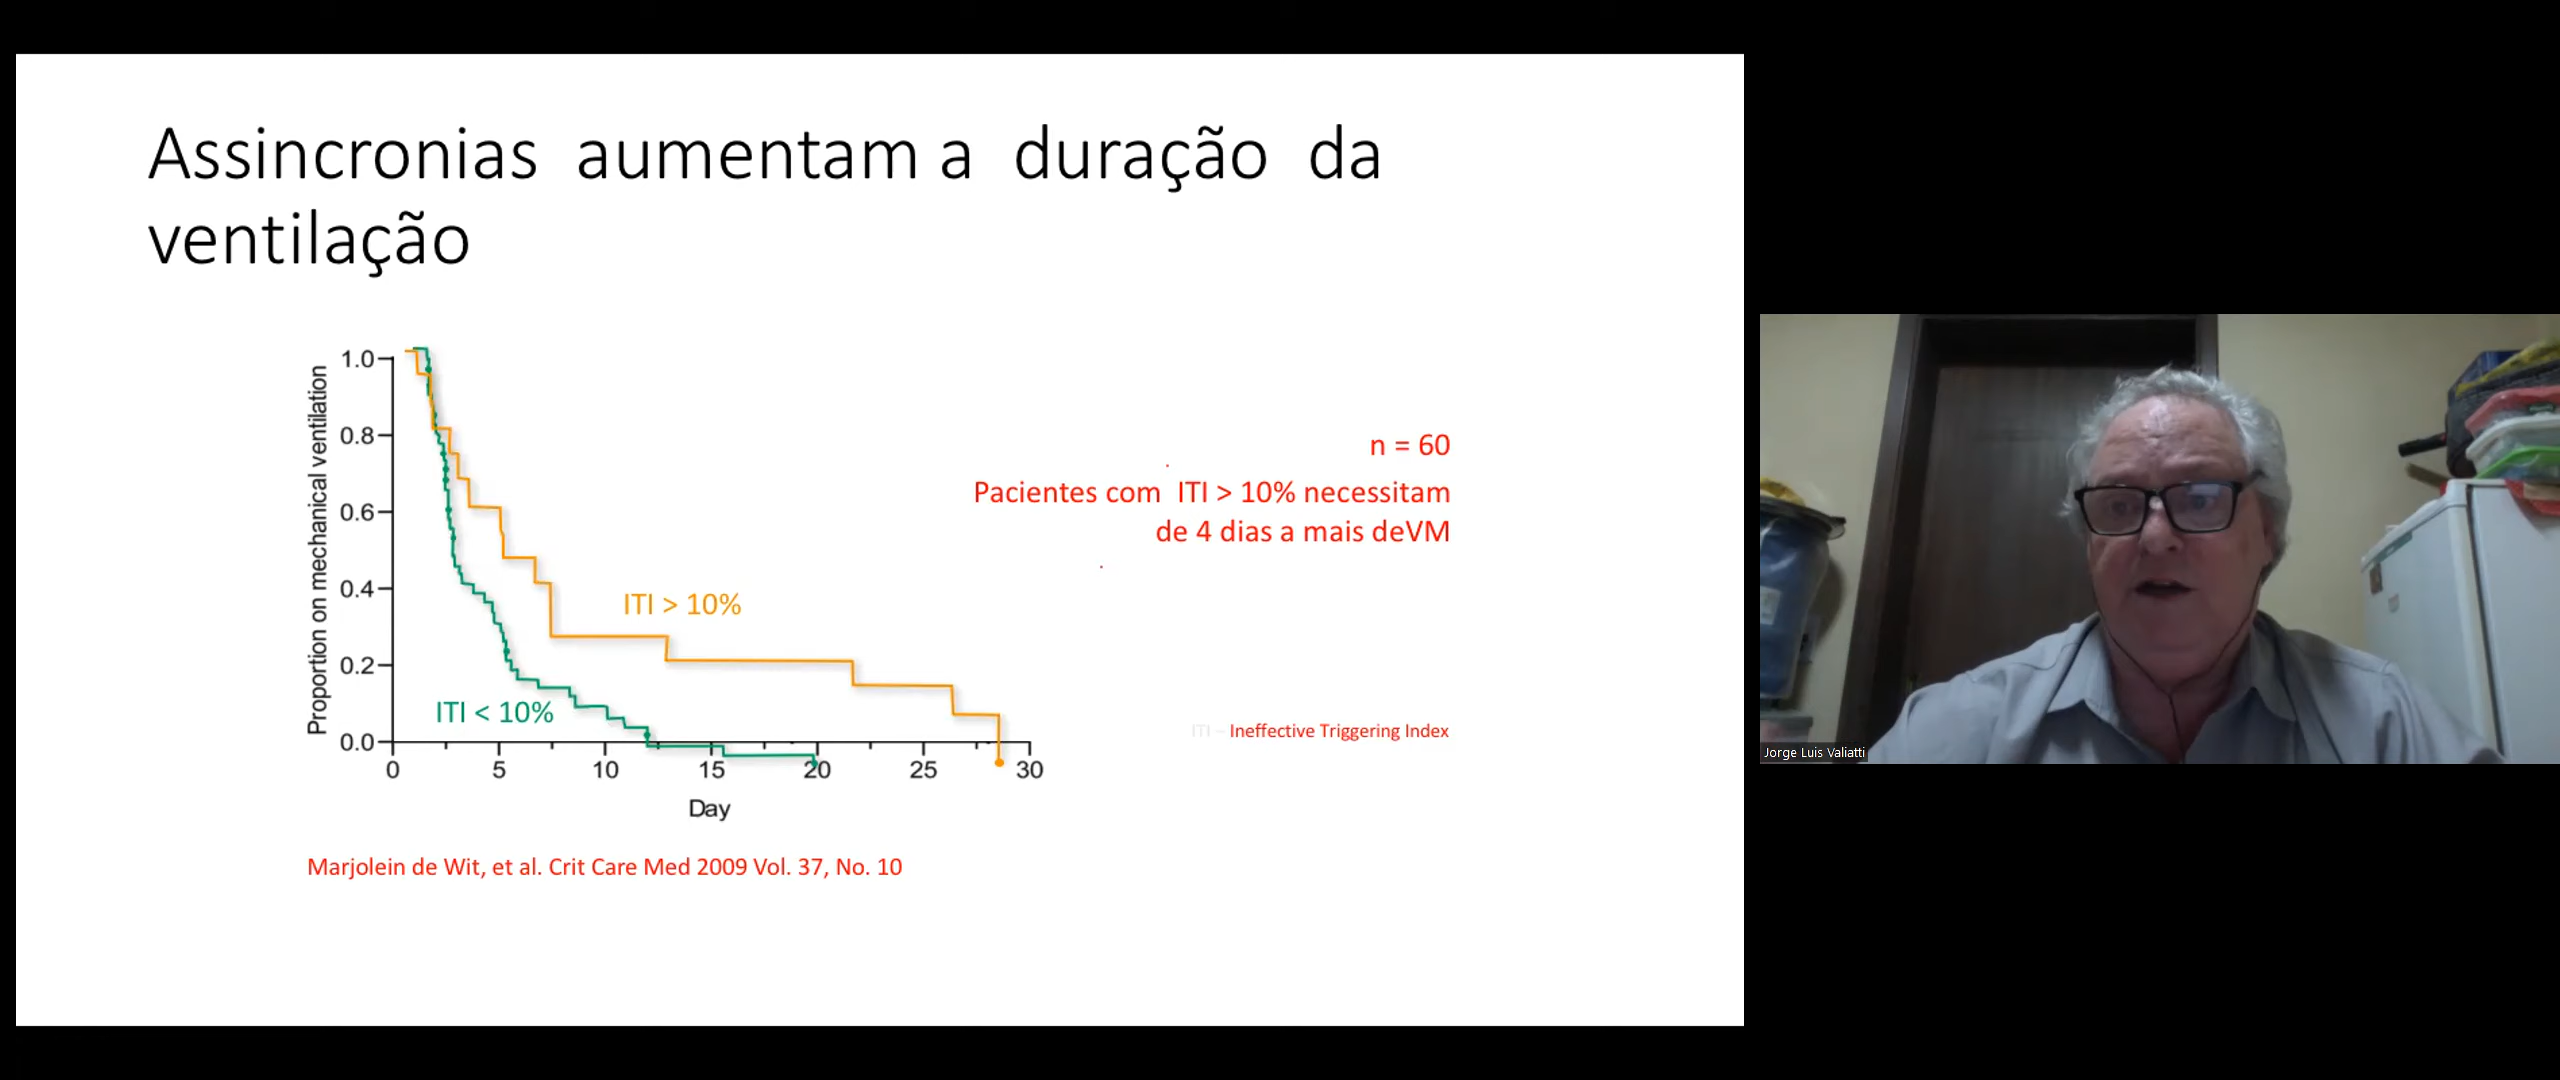 Assincronias aumentam a duração da
ventilação
Proportion on mechanical ventilation
1.0
0.8
0.6
0.4
0.2
0.0
0 5 10 15 20 25 30
Day
ITI > 10%
ITI < 10%
n = 60
Pacientes com ITI > 10% necessitam
de 4 dias a mais deVM
ITI – Ineffective Triggering Index
Marjolein de Wit, et al. Crit Care Med 2009 Vol. 37, No. 10
Jorge Luis Valiatti